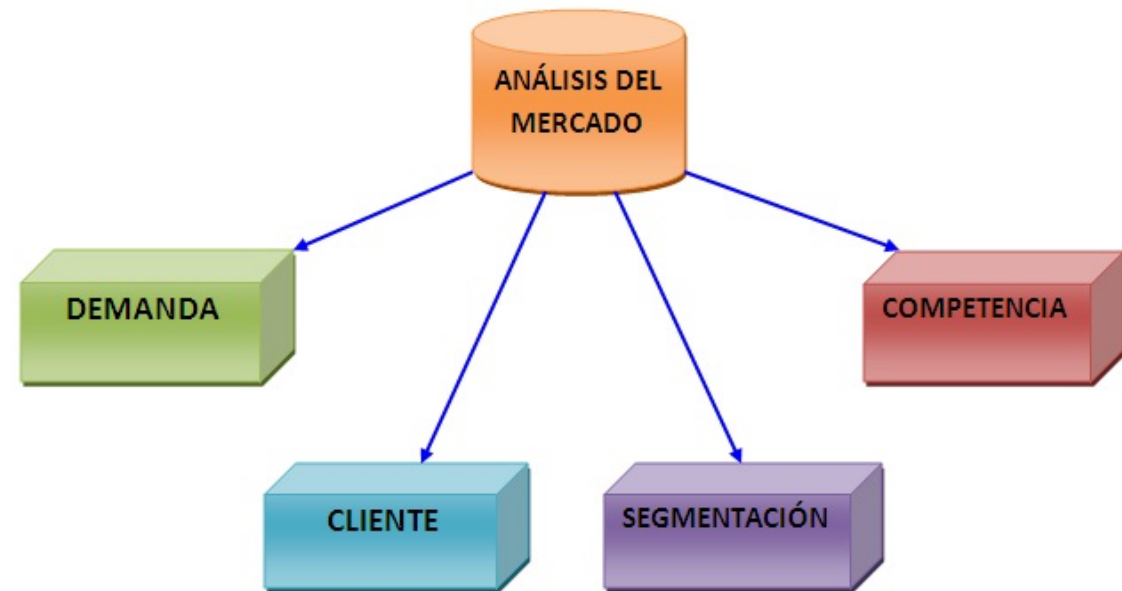 ANÁLISIS DEL
MERCADO
DEMANDA
COMPETENCIA
CLIENTE
SEGMENTACIÓN